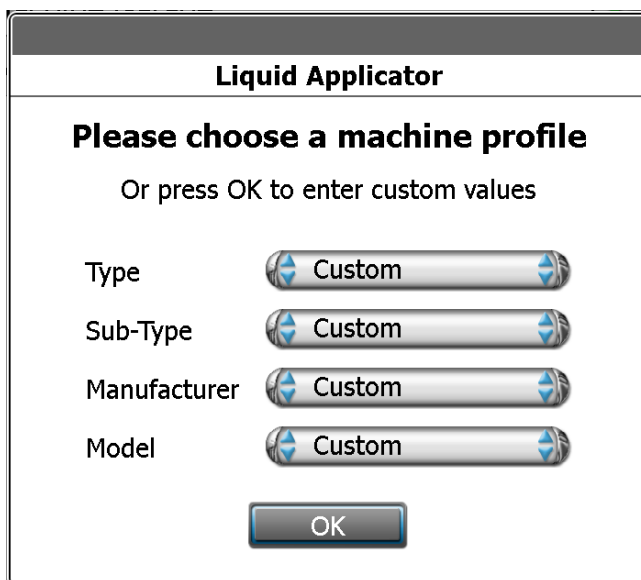 Liquid Applicator
Please choose a machine profile
Or press OK to enter custom values
Type Custom
Sub-Type Custom
Manufacturer Custom
Model Custom
OK